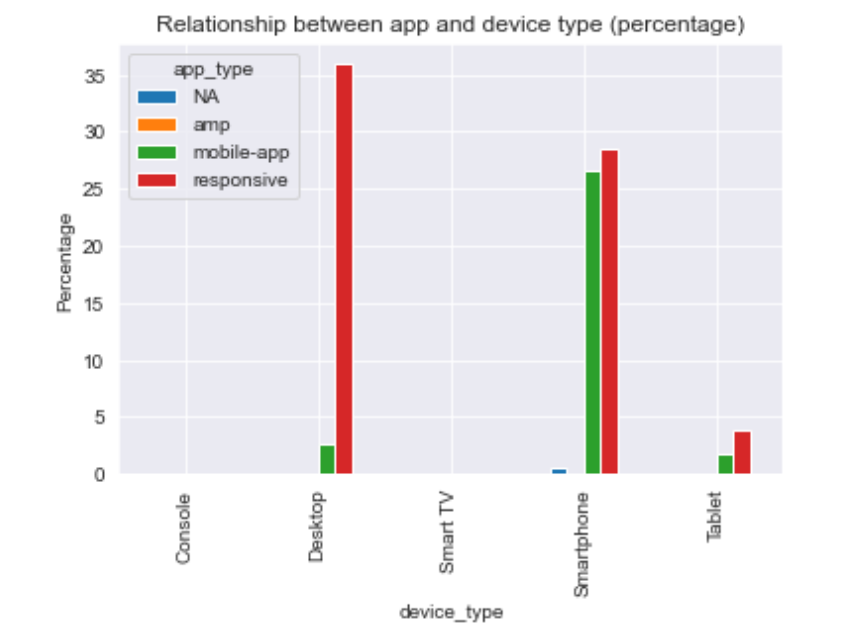 Relationship between app and device type (percentage)
app_type
NA
amp
mobile-app
responsive
Percentage
35
30
25
20
15
10
5
0
Console
Desktop
Smart TV
Smartphone
Tablet
device_type